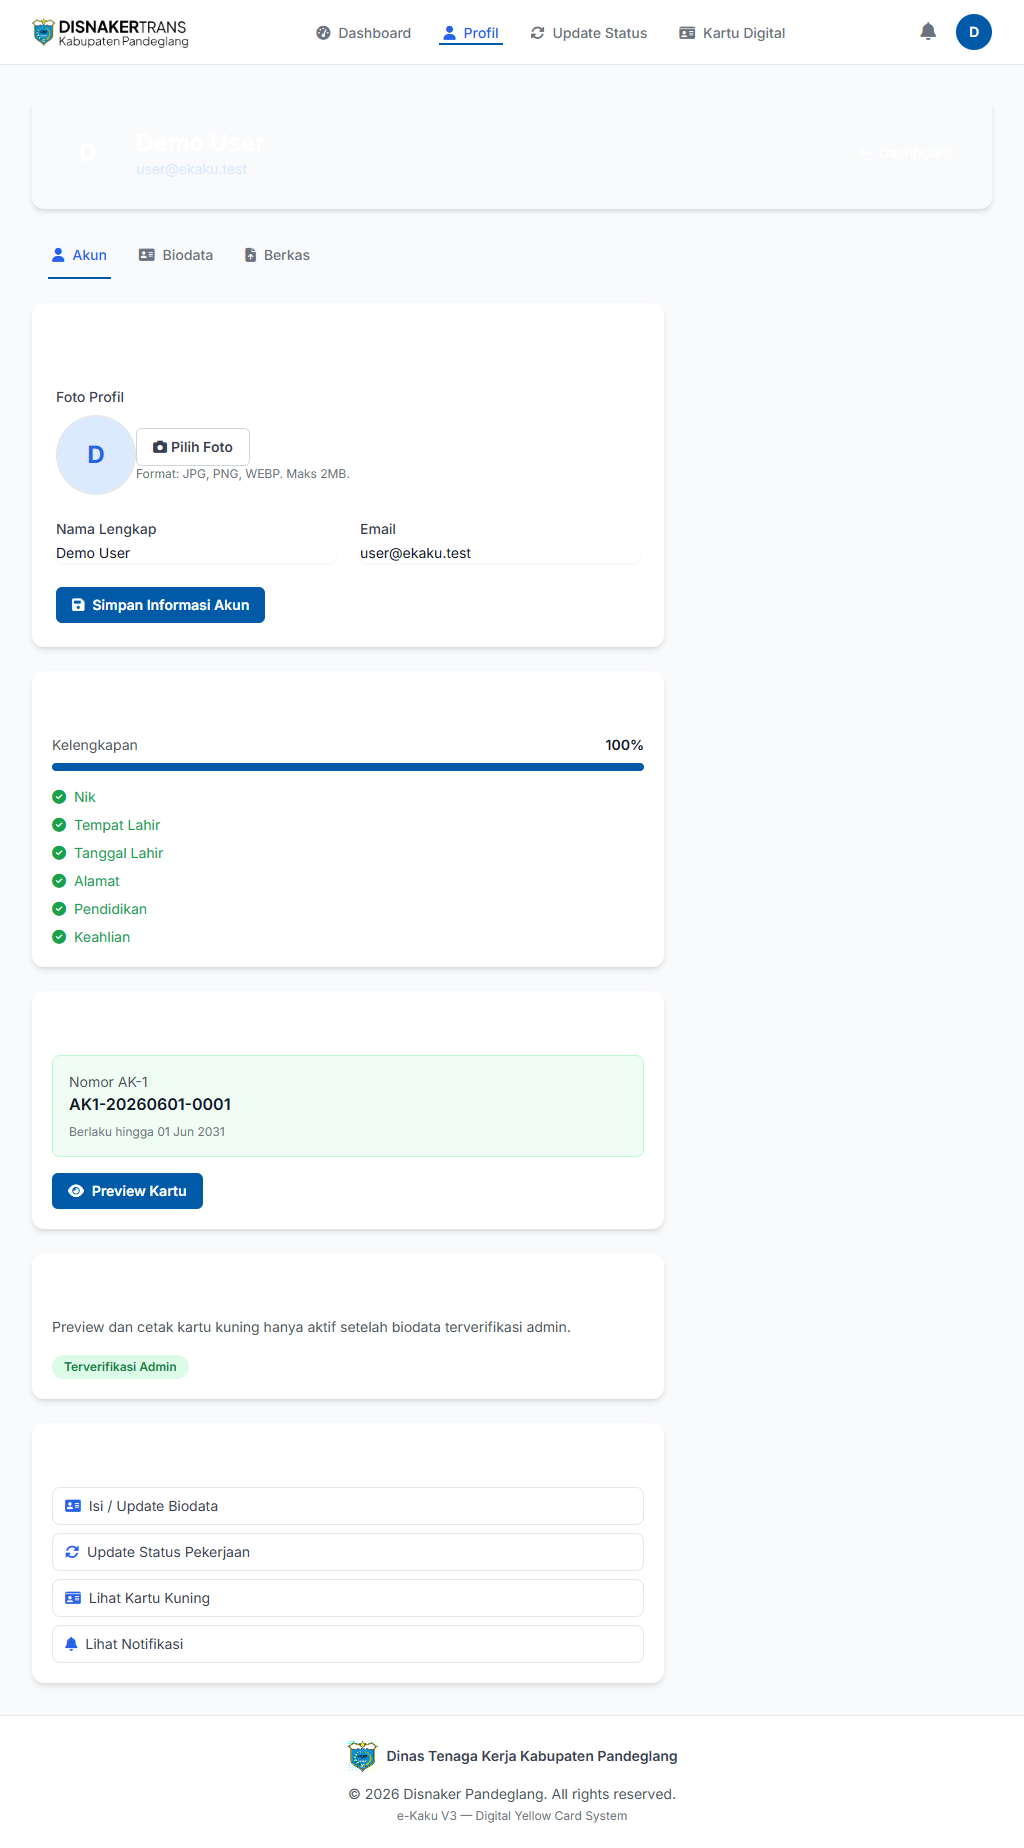 DISNAKERTRANS
Kabupaten Pandeglang
Dashboard
Profil
Update Status
Kartu Digital
D
D
Demo User
user@ekaku.test
Dashboard
Akun
Biodata
Berkas
Foto Profil
D
Pilih Foto
Format: JPG, PNG, WEBP. Maks 2MB.
Nama Lengkap
Demo User
Email
user@ekaku.test
Simpan Informasi Akun
Kelengkapan
100%
Nik
Tempat Lahir
Tanggal Lahir
Alamat
Pendidikan
Keahlian
Nomor AK-1
AK1-20260601-0001
Berlaku hingga 01 Jun 2031
Preview Kartu
Preview dan cetak kartu kuning hanya aktif setelah biodata terverifikasi admin.
Terverifikasi Admin
Isi / Update Biodata
Update Status Pekerjaan
Lihat Kartu Kuning
Lihat Notifikasi
Dinas Tenaga Kerja Kabupaten Pandeglang
© 2026 Disnaker Pandeglang. All rights reserved.
e-Kaku V3 — Digital Yellow Card System